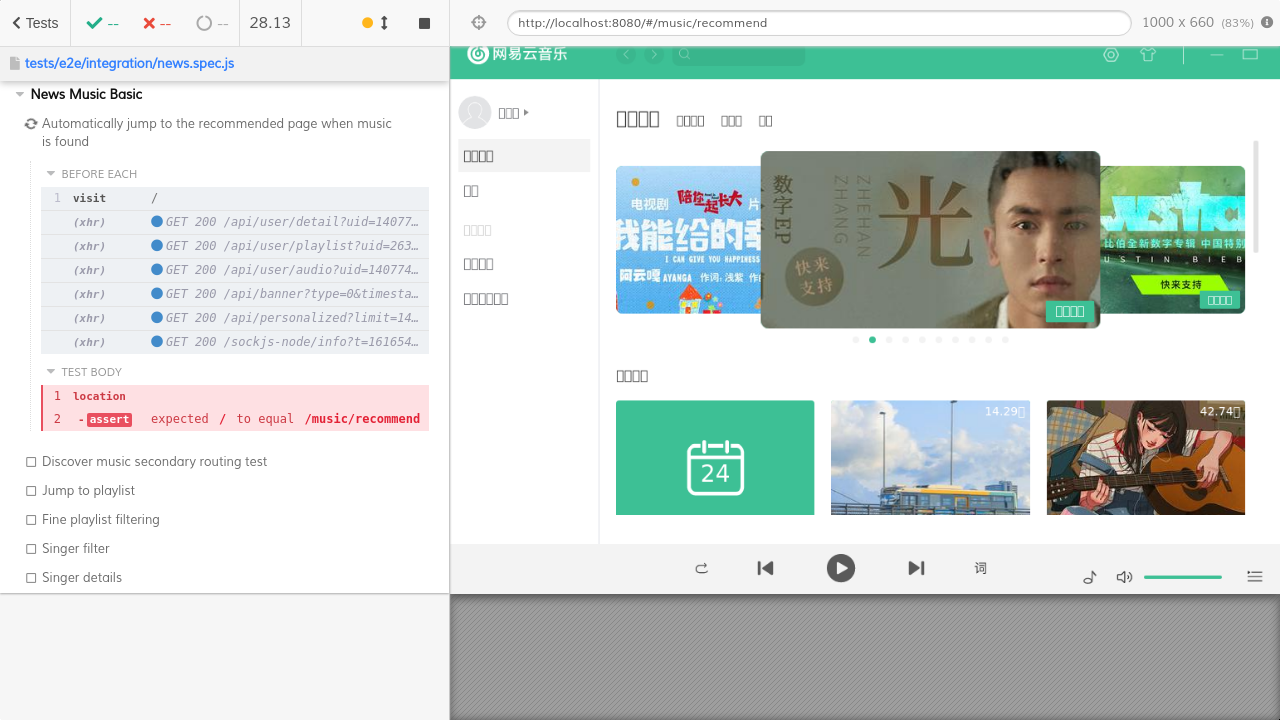 Tests
--
--
--
28.13
http://localhost:8080/#/music/recommend
1000 x 660 (83%)
tests/e2e/integration/news.spec.js
News Music Basic
Automatically jump to the recommended page when music
is found
BEFORE EACH
1 visit /
(xhr) GET 200 /api/user/detail?uid=14077…
(xhr) GET 200 /api/user/playlist?uid=263…
(xhr) GET 200 /api/user/audio?uid=140774…
(xhr) GET 200 /api/banner?type=0&timesta…
(xhr) GET 200 /api/personalized?limit=14…
(xhr) GET 200 /sockjs-node/info?t=161654…
TEST BODY
1 location
2 -assert expected / to equal /music/recommend
Discover music secondary routing test
Jump to playlist
Fine playlist filtering
Singer filter
Singer details
网易云音乐
电视剧 陪你一起长大 片
我能给的幸
I CAN GIVE YOU HAPPINESS
阿云嘎 AYANGA 作词:浅紫
数字EP
ZHEHAN
ZHANG
光
快来
支持
比伯全新数字专辑 中国特别
USTIN BIEB
快来支持
14.29
42.74
24
词